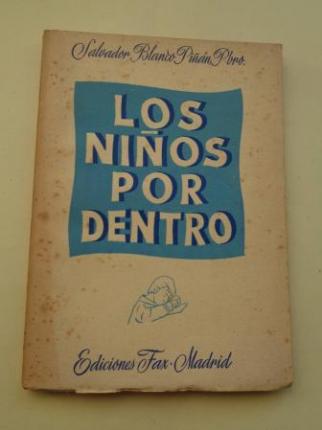 Salvador Blanco Piñán, Pbro.
LOS
NIÑOS
POR
DENTRO
Ediciones Fax · Madrid